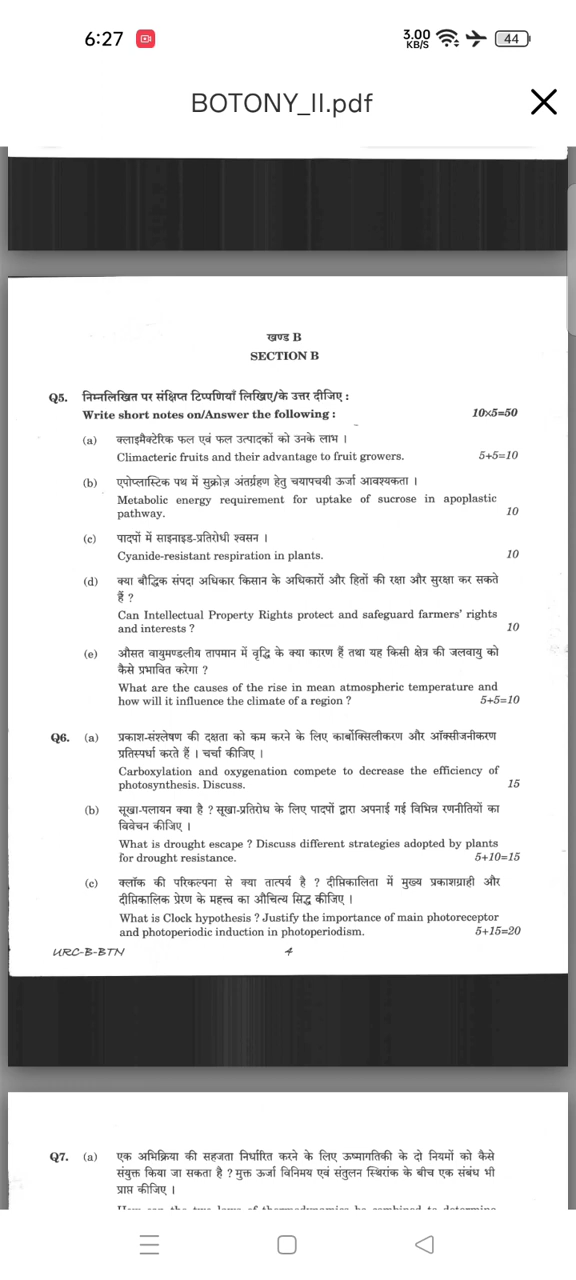 6:27
3.00
KB/S
44
BOTONY_II.pdf
खण्ड B
SECTION B
Q5. निम्नलिखित पर संक्षिप्त टिप्पणियाँ लिखिए/के उत्तर दीजिए :
Write short notes on/Answer the following : 10×5=50
(a) क्लाइमैक्टेरिक फल एवं फल उत्पादकों को उनके लाभ ।
Climacteric fruits and their advantage to fruit growers. 5+5=10
(b) एपोप्लास्टिक पथ में सुक्रोज़ अंतर्ग्रहण हेतु चयापचयी ऊर्जा आवश्यकता ।
Metabolic energy requirement for uptake of sucrose in apoplastic
pathway. 10
(c) पादपों में साइनाइड-प्रतिरोधी श्वसन ।
Cyanide-resistant respiration in plants. 10
(d) क्या बौद्धिक संपदा अधिकार किसान के अधिकारों और हितों की रक्षा और सुरक्षा कर सकते
हैं ?
Can Intellectual Property Rights protect and safeguard farmers' rights
and interests ? 10
(e) औसत वायुमण्डलीय तापमान में वृद्धि के क्या कारण हैं तथा यह किसी क्षेत्र की जलवायु को
कैसे प्रभावित करेगा ?
What are the causes of the rise in mean atmospheric temperature and
how will it influence the climate of a region ? 5+5=10
Q6. (a) प्रकाश-संश्लेषण की दक्षता को कम करने के लिए कार्बोक्सिलीकरण और ऑक्सीजनीकरण
प्रतिस्पर्धा करते हैं । चर्चा कीजिए ।
Carboxylation and oxygenation compete to decrease the efficiency of
photosynthesis. Discuss. 15
(b) सूखा-पलायन क्या है ? सूखा-प्रतिरोध के लिए पादपों द्वारा अपनाई गई विभिन्न रणनीतियों का
विवेचन कीजिए ।
What is drought escape ? Discuss different strategies adopted by plants
for drought resistance. 5+10=15
(c) क्लॉक की परिकल्पना से क्या तात्पर्य है ? दीप्तिकालिता में मुख्य प्रकाशग्राही और
दीप्तिकालिक प्रेरण के महत्त्व का औचित्य सिद्ध कीजिए ।
What is Clock hypothesis ? Justify the importance of main photoreceptor
and photoperiodic induction in photoperiodism. 5+15=20
URC-B-BTN 4
Q7. (a) एक अभिक्रिया की सहजता निर्धारित करने के लिए ऊष्मागतिकी के दो नियमों को कैसे
संयुक्त किया जा सकता है ? मुक्त ऊर्जा विनिमय एवं संतुलन स्थिरांक के बीच एक संबंध भी
प्राप्त कीजिए ।